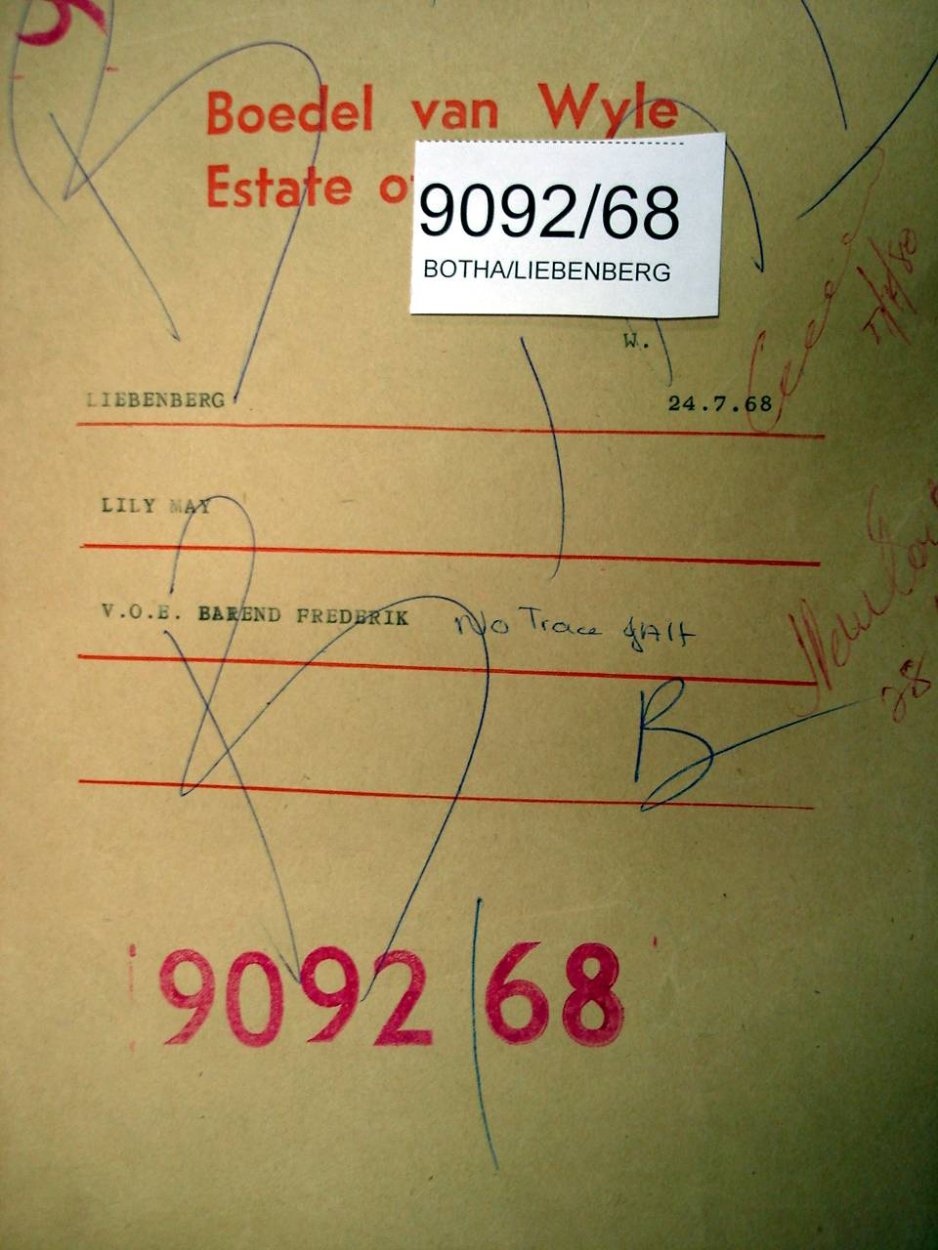 Boedel van Wyle
Estate o
9092/68
BOTHA/LIEBENBERG
W.
LIEBENBERG 24.7.68
LILY MAY
V.O.E. BAREND FREDERIK No Trace
B
28
9092/68